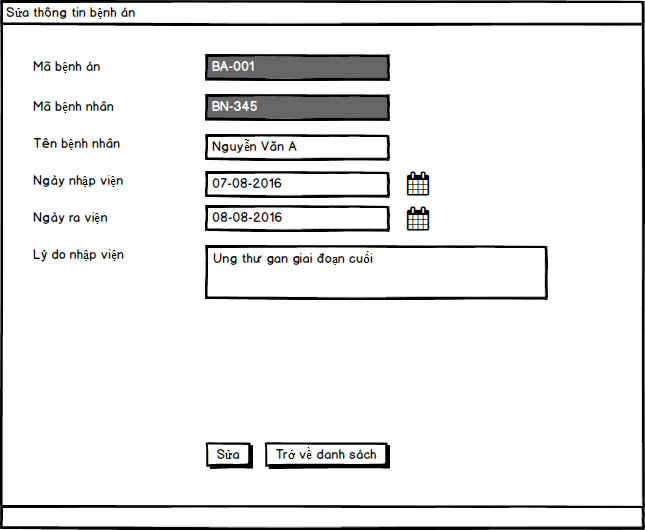 Sửa thông tin bệnh án
Mã bệnh án BA-001
Mã bệnh nhân BN-345
Tên bệnh nhân Nguyễn Văn A
Ngày nhập viện 07-08-2016
Ngày ra viện 08-08-2016
Lý do nhập viện Ung thư gan giai đoạn cuối
Sửa Trở về danh sách